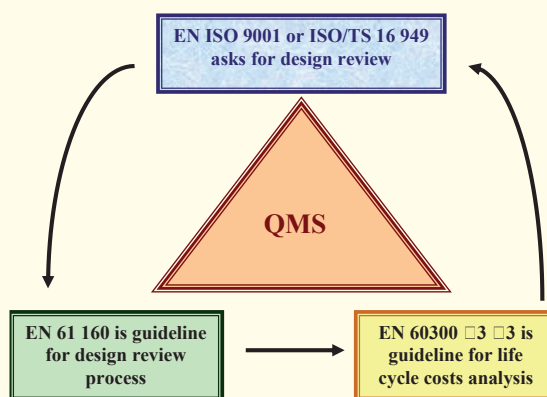 EN ISO 9001 or ISO/TS 16 949
asks for design review
QMS
EN 61 160 is guideline
for design review
process
EN 60300 □3 □3 is
guideline for life
cycle costs analysis